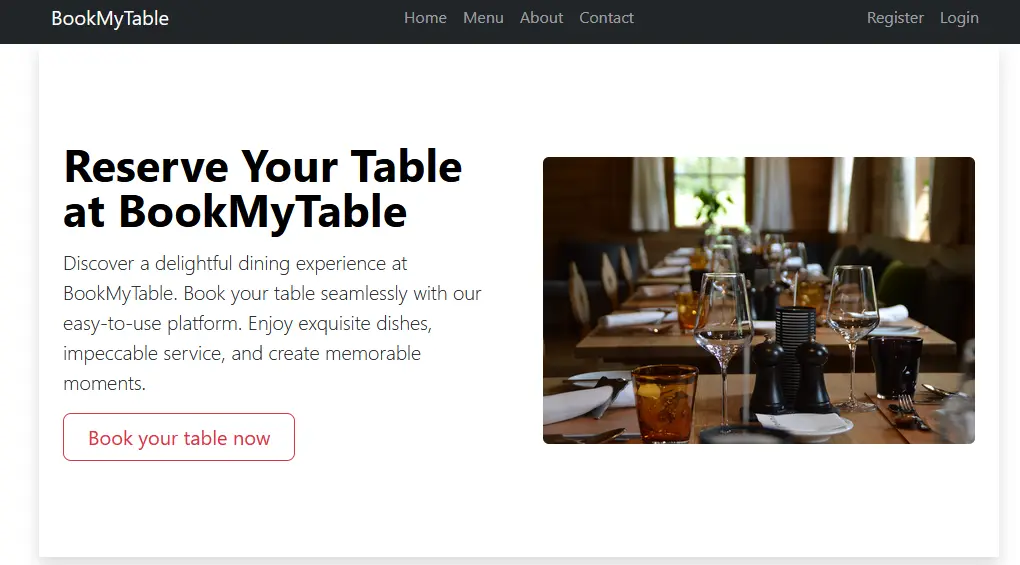 BookMyTable
Home Menu About Contact
Register Login
Reserve Your Table
at BookMyTable
Discover a delightful dining experience at
BookMyTable. Book your table seamlessly with our
easy-to-use platform. Enjoy exquisite dishes,
impeccable service, and create memorable
moments.
Book your table now